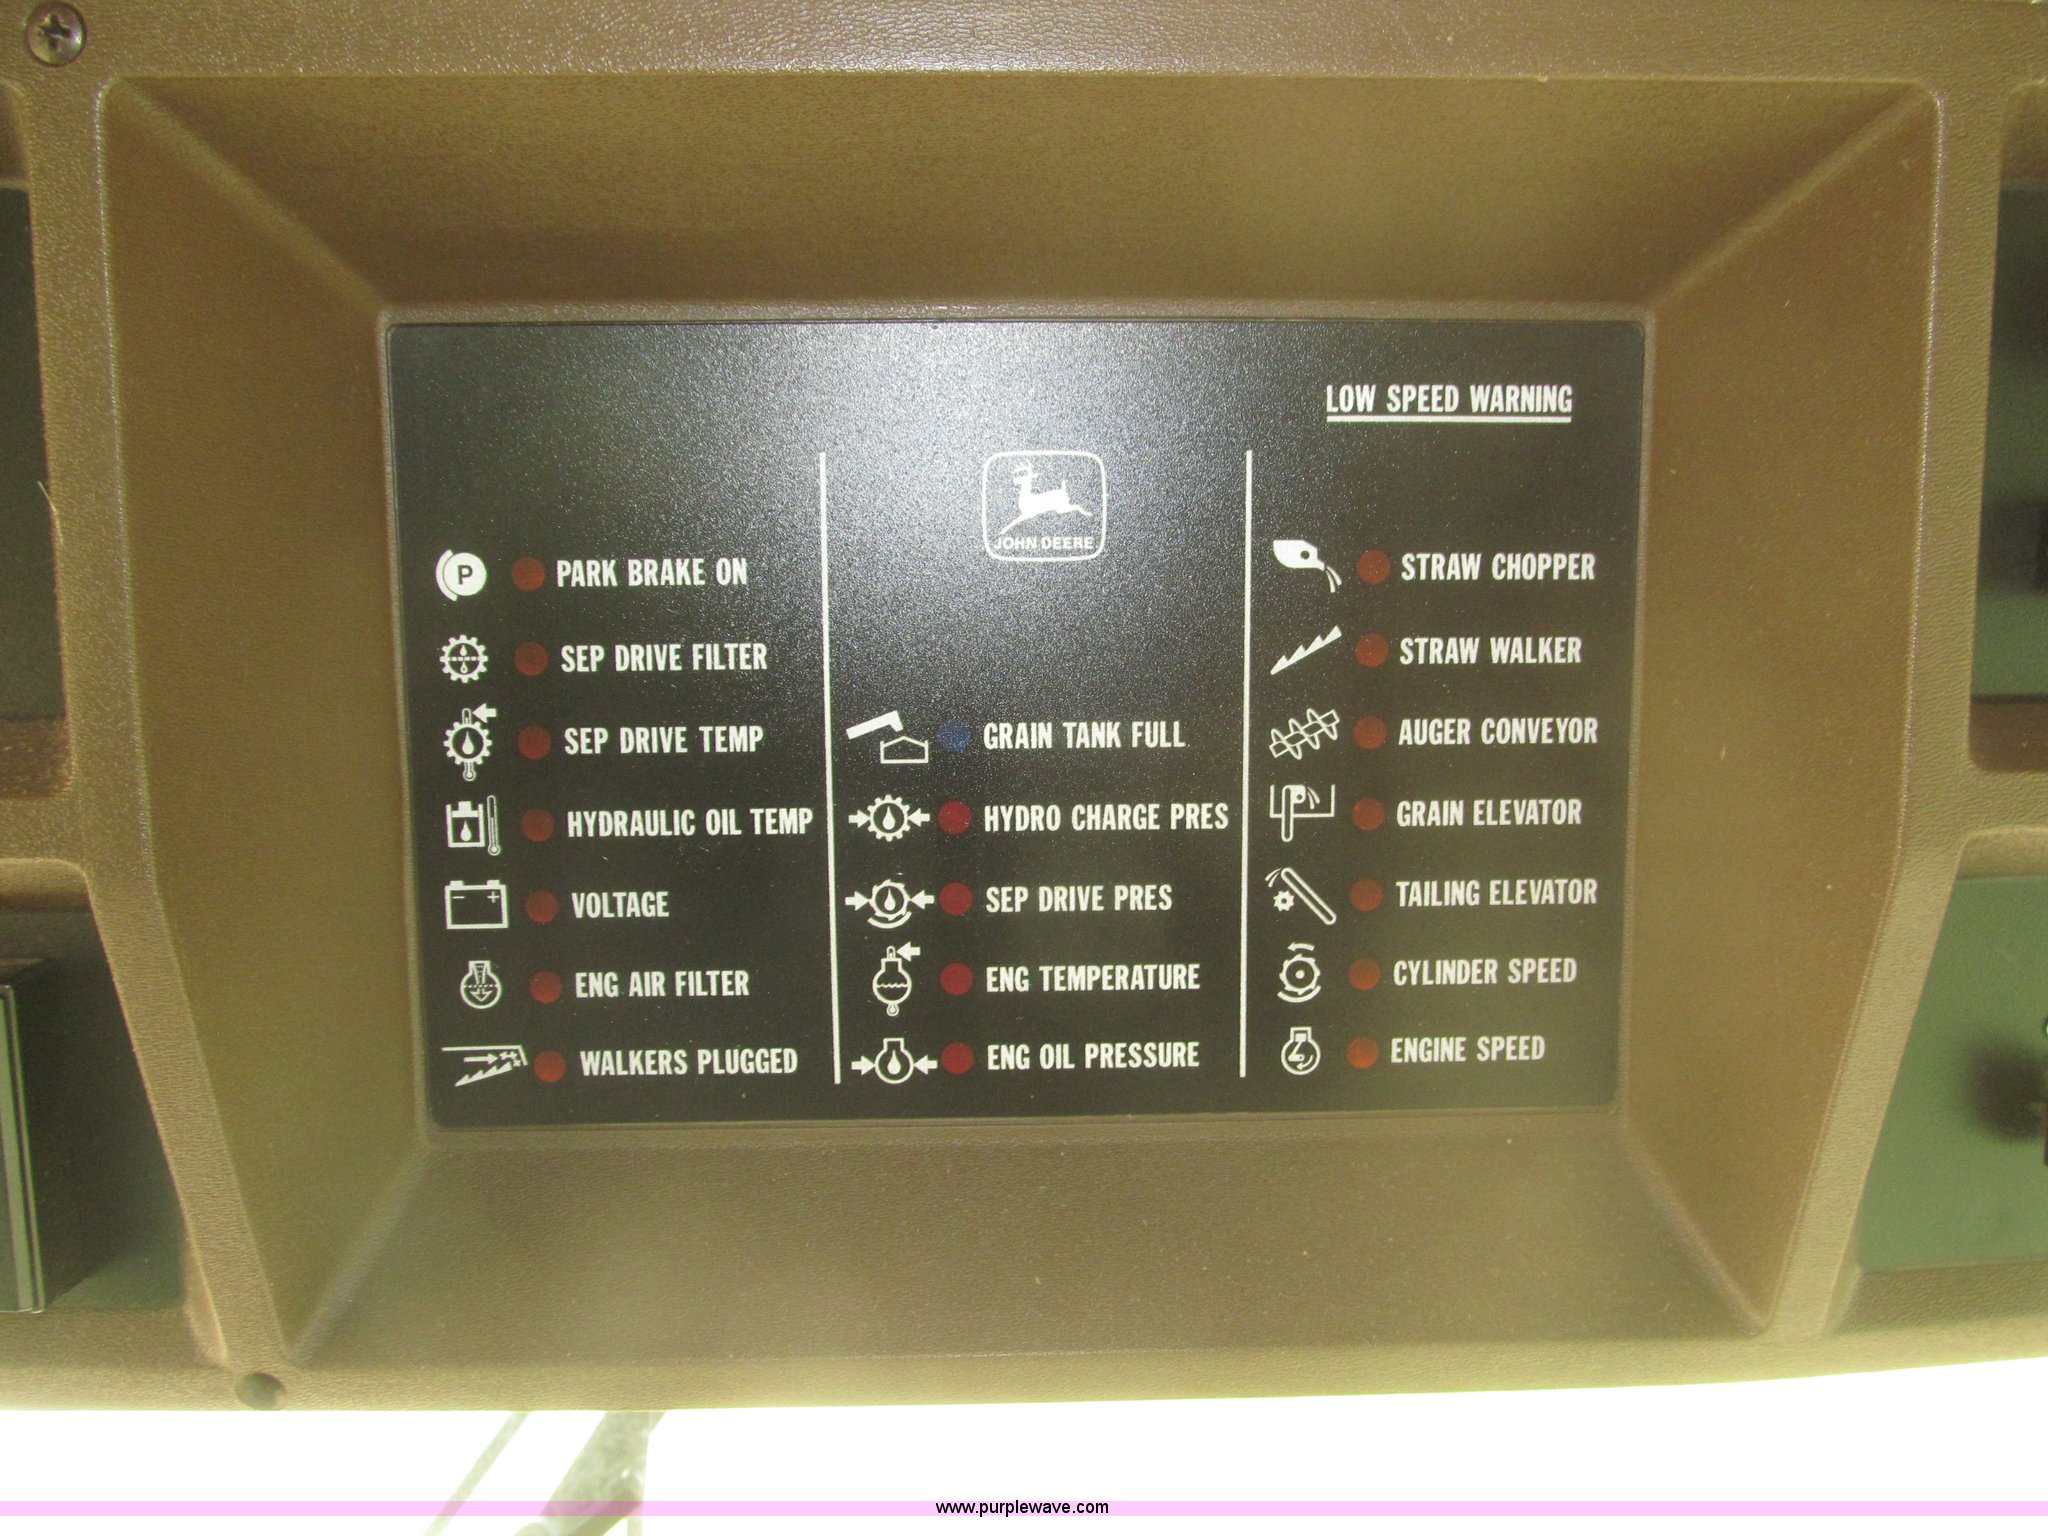 LOW SPEED WARNING
JOHN DEERE
P
PARK BRAKE ON
SEP DRIVE FILTER
SEP DRIVE TEMP
HYDRAULIC OIL TEMP
VOLTAGE
ENG AIR FILTER
WALKERS PLUGGED
GRAIN TANK FULL
HYDRO CHARGE PRES
SEP DRIVE PRES
ENG TEMPERATURE
ENG OIL PRESSURE
STRAW CHOPPER
STRAW WALKER
AUGER CONVEYOR
GRAIN ELEVATOR
TAILING ELEVATOR
CYLINDER SPEED
ENGINE SPEED
www.purplewave.com